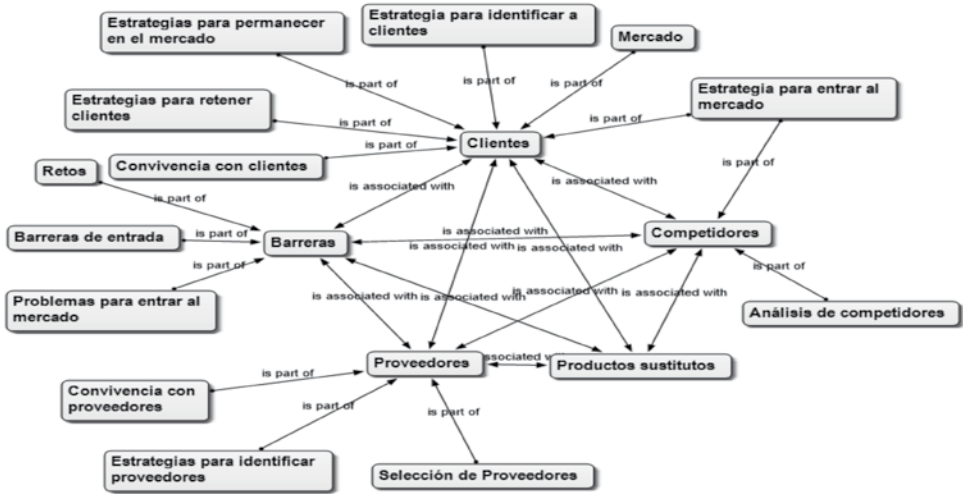 Estrategias para permanecer
en el mercado
Estrategia para identificar a
clientes
Mercado
Estrategia para entrar al
mercado
is part of
is part of
is part of
Estrategias para retener
clientes
is part of
is part of
Clientes
is part of
Convivencia con clientes
is part of
Retos
is associated with
is associated with
is part of
Barreras de entrada
is part of
Barreras
is associated with
Competidores
is associated with
is associated with
is part of
is part of
Problemas para entrar al
mercado
is associated with
is associated with
is associated with
is associated with
Análisis de competidores
Proveedores
associated with
Productos sustitutos
is part of
Convivencia con
proveedores
is part of
is part of
Estrategias para identificar
proveedores
Selección de Proveedores